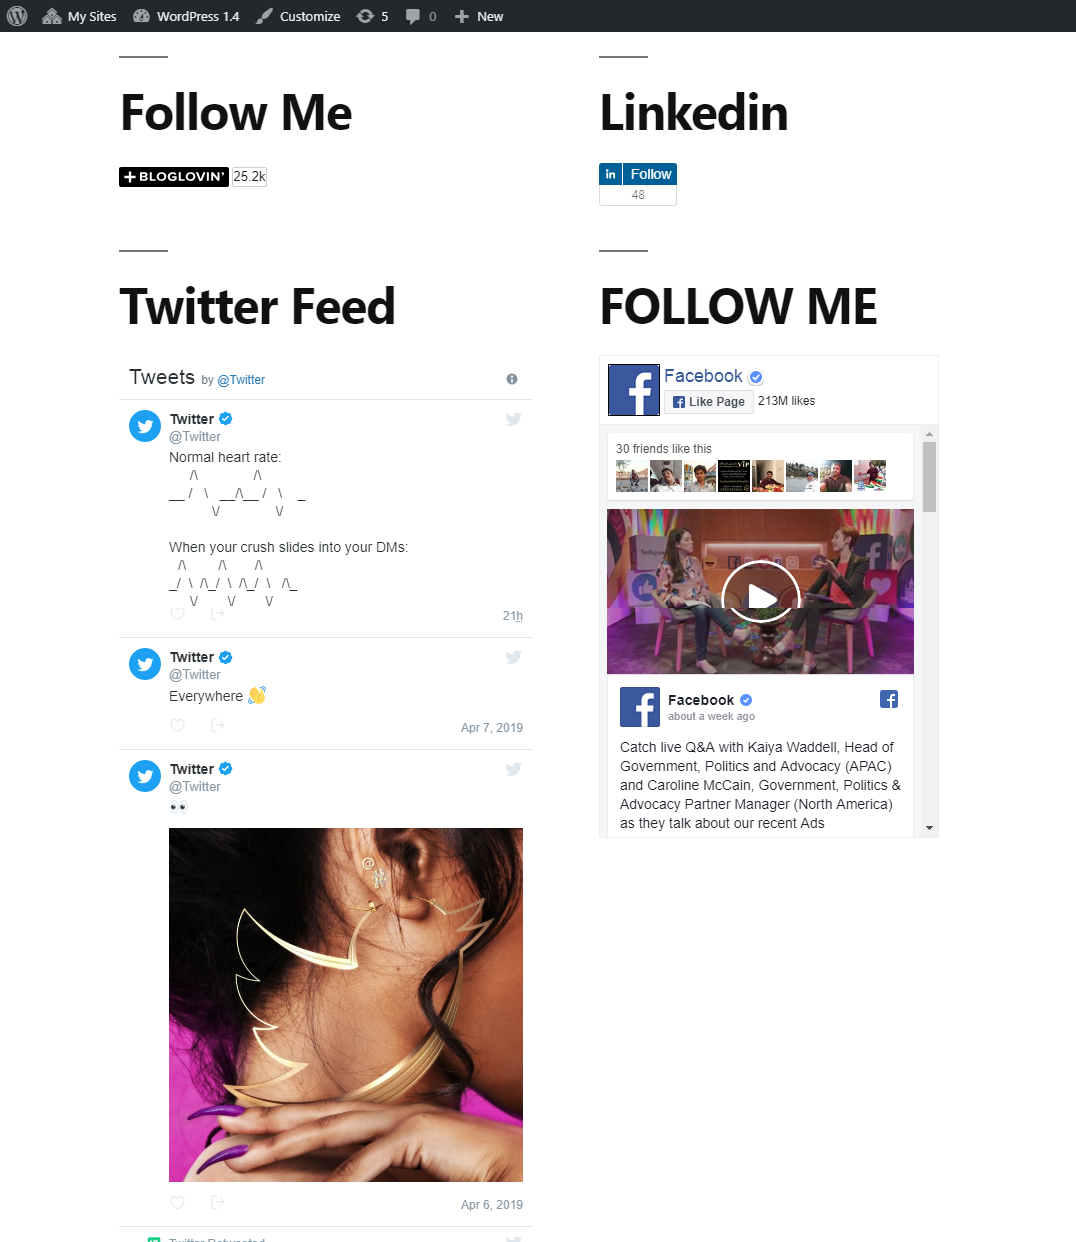 My Sites WordPress 1.4 Customize 5 0 New
Follow Me
BLOGLOVIN' 25.2k
Linkedin
in Follow
48
Twitter Feed
Tweets by @Twitter
Twitter
@Twitter
Normal heart rate:
/\ /\
__ / \ __/\__ / \ _
\/ \/
When your crush slides into your DMs:
/\ /\ /\
_/ \ /\_/ \ /\_/ \ /\_
\/ \/ \/
21h
Twitter
@Twitter
Everywhere 👋
Apr 7, 2019
Twitter
@Twitter
👀
@
Apr 6, 2019
Twitter Retweeted
FOLLOW ME
Facebook
Like Page 213M likes
30 friends like this
Facebook
about a week ago
Catch live Q&A with Kaiya Waddell, Head of
Government, Politics and Advocacy (APAC)
and Caroline McCain, Government, Politics &
Advocacy Partner Manager (North America)
as they talk about our recent Ads